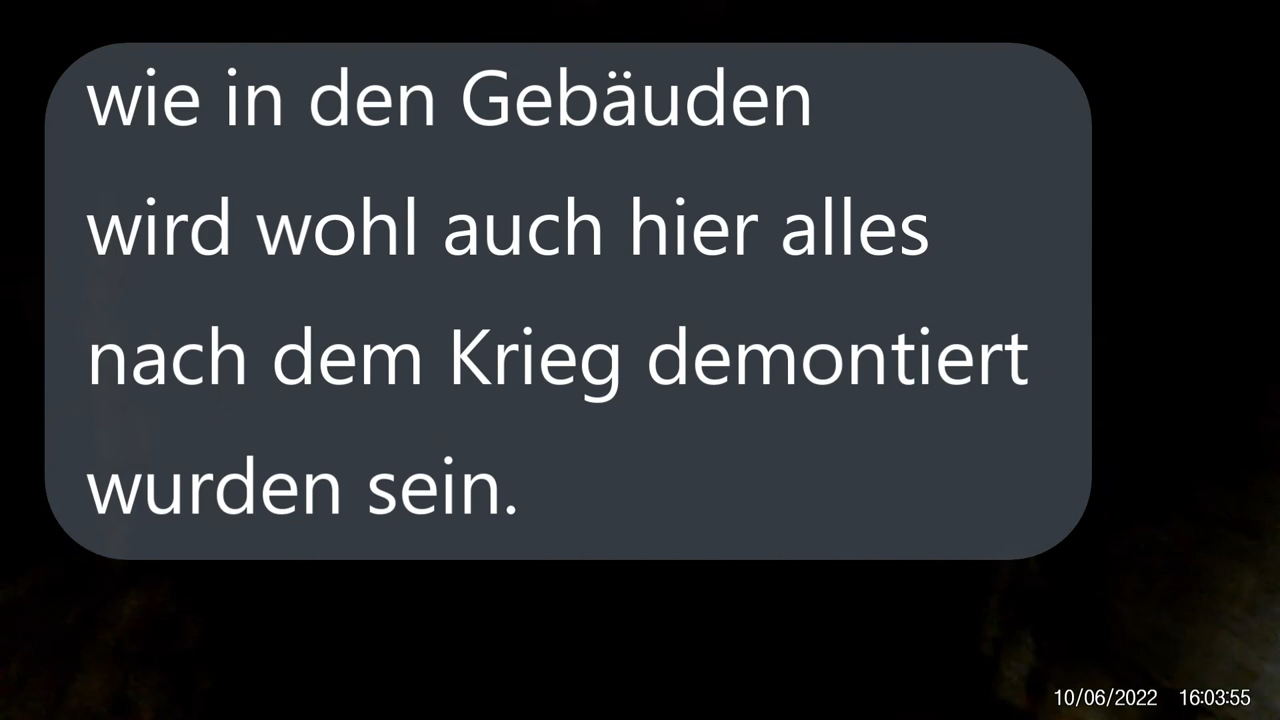 wie in den Gebäuden
wird wohl auch hier alles
nach dem Krieg demontiert
wurden sein.
10/06/2022 16:03:55